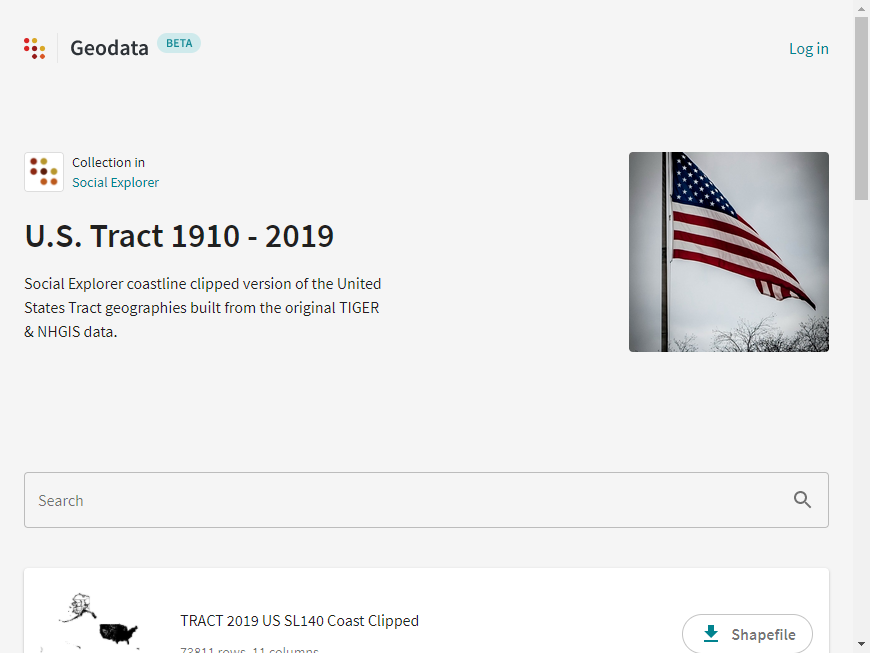 Geodata BETA
Log in
Collection in
Social Explorer
U.S. Tract 1910 - 2019
Social Explorer coastline clipped version of the United
States Tract geographies built from the original TIGER
& NHGIS data.
Search
TRACT 2019 US SL140 Coast Clipped
Shapefile
73811 rows, 11 columns